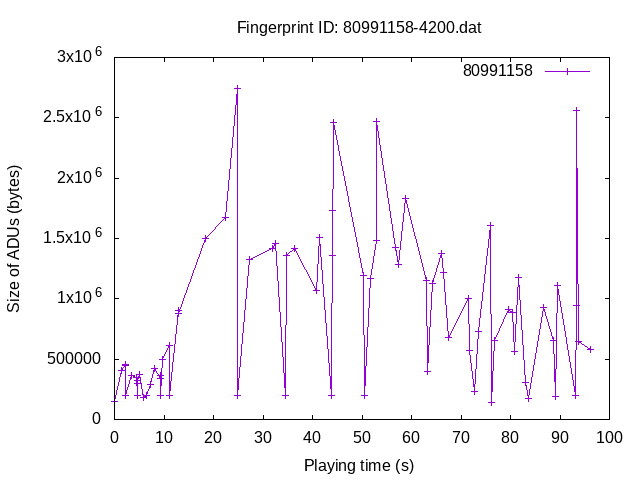 Fingerprint ID: 80991158-4200.dat
80991158
Size of ADUs (bytes)
3x10^6
2.5x10^6
2x10^6
1.5x10^6
1x10^6
500000
0
0 10 20 30 40 50 60 70 80 90 100
Playing time (s)